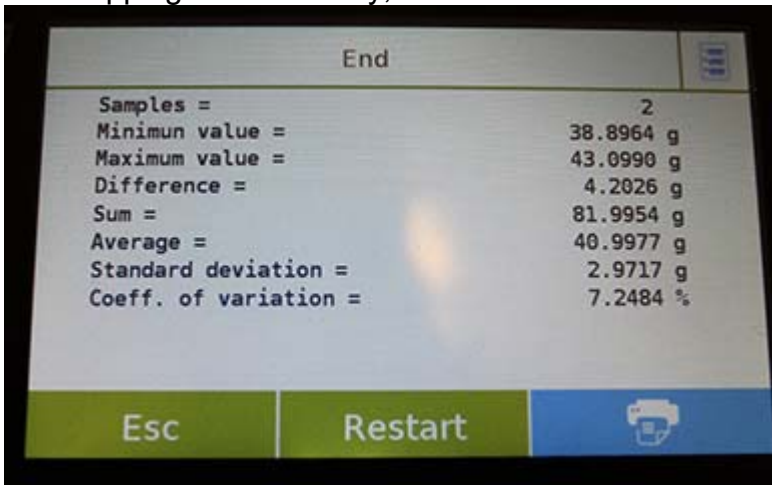 End
Samples = 2
Minimun value = 38.8964 g
Maximum value = 43.0990 g
Difference = 4.2026 g
Sum = 81.9954 g
Average = 40.9977 g
Standard deviation = 2.9717 g
Coeff. of variation = 7.2484 %
Esc Restart